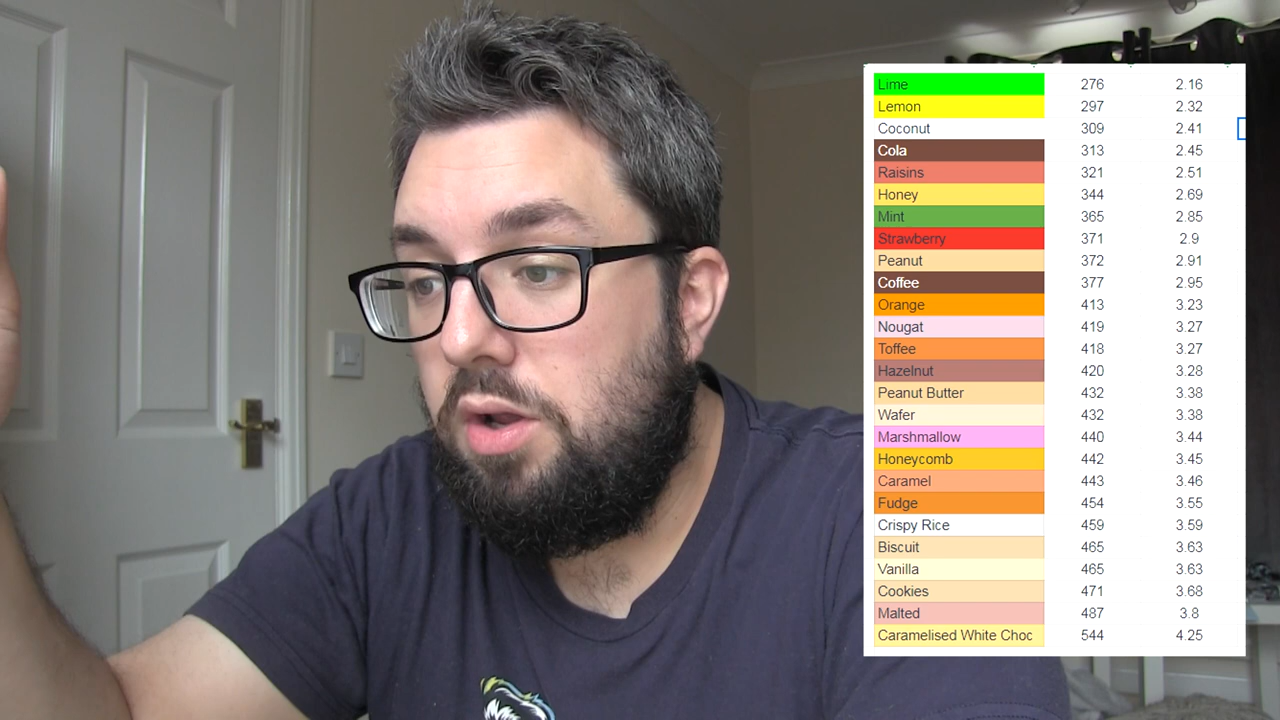 Lime 276 2.16
Lemon 297 2.32
Coconut 309 2.41
Cola 313 2.45
Raisins 321 2.51
Honey 344 2.69
Mint 365 2.85
Strawberry 371 2.9
Peanut 372 2.91
Coffee 377 2.95
Orange 413 3.23
Nougat 419 3.27
Toffee 418 3.27
Hazelnut 420 3.28
Peanut Butter 432 3.38
Wafer 432 3.38
Marshmallow 440 3.44
Honeycomb 442 3.45
Caramel 443 3.46
Fudge 454 3.55
Crispy Rice 459 3.59
Biscuit 465 3.63
Vanilla 465 3.63
Cookies 471 3.68
Malted 487 3.8
Caramelised White Choc 544 4.25